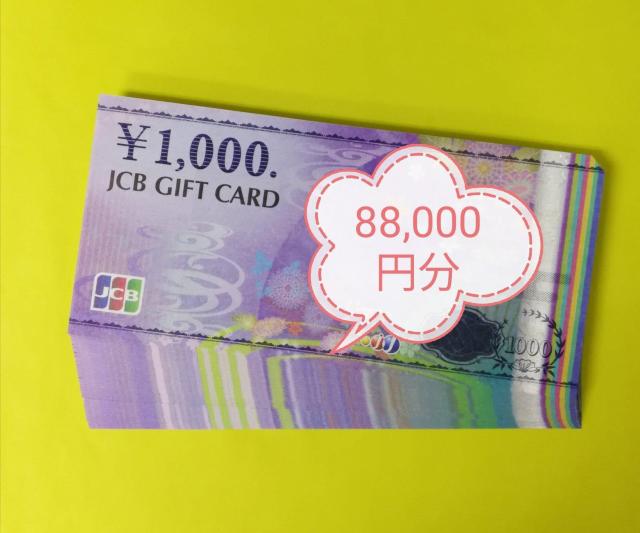 ￥1,000.
JCB GIFT CARD
88,000
円分
JCB
1000